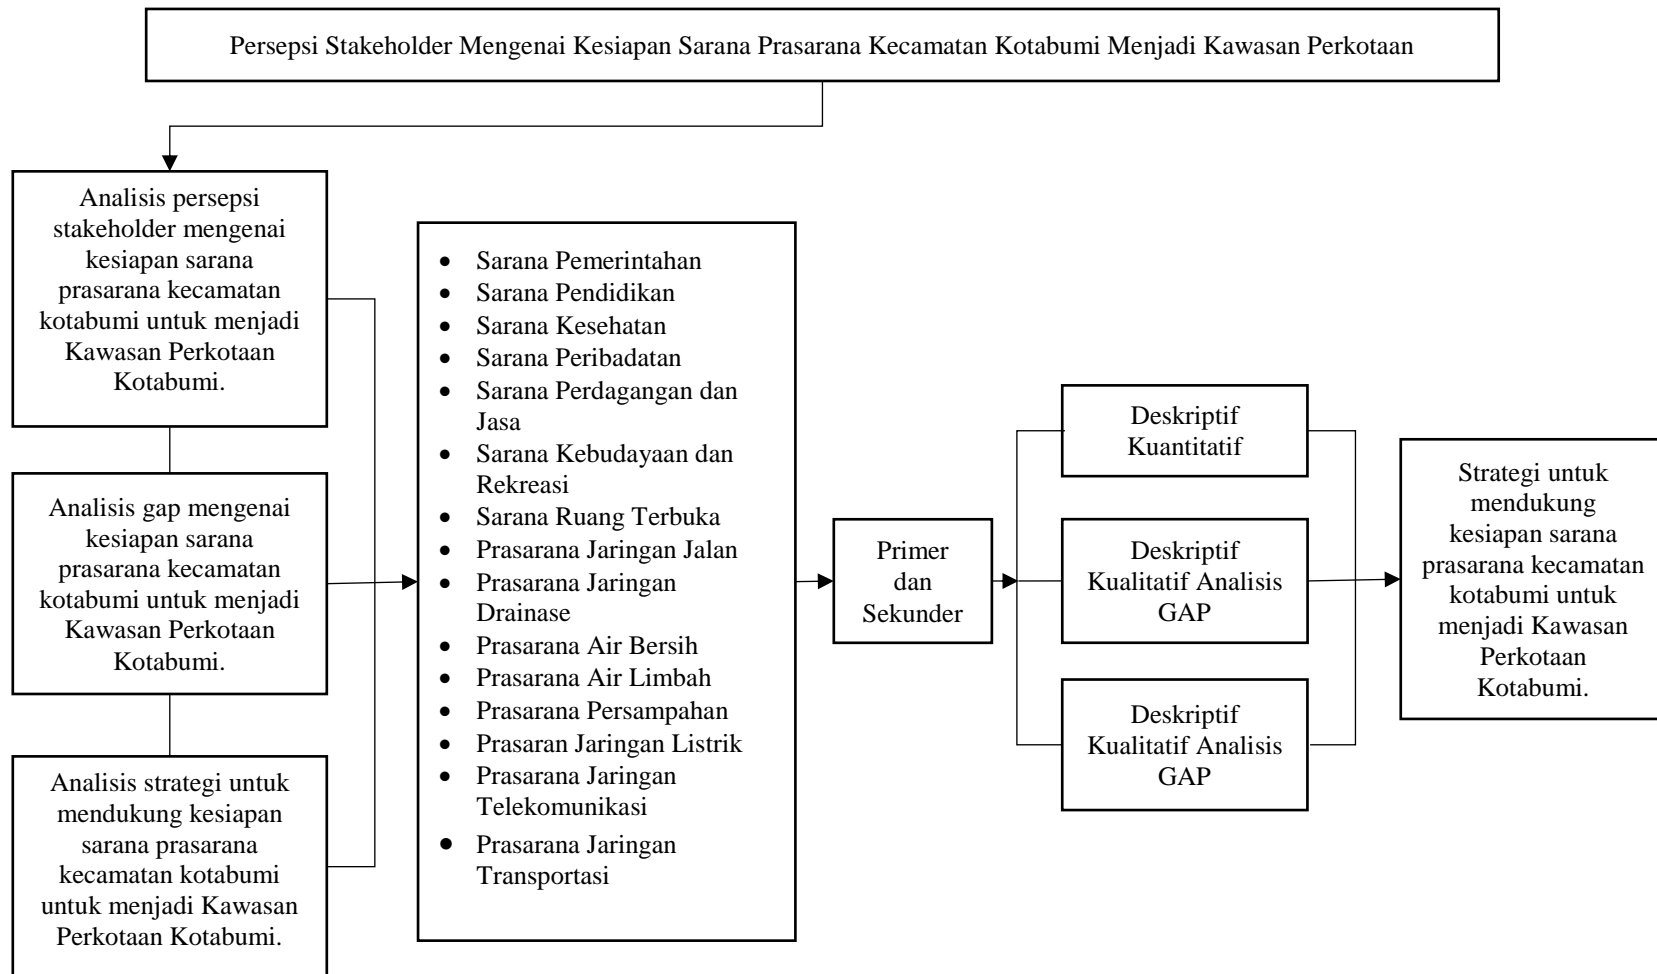 Persepsi Stakeholder Mengenai Kesiapan Sarana Prasarana Kecamatan Kotabumi Menjadi Kawasan Perkotaan
Analisis persepsi
stakeholder mengenai
kesiapan sarana
prasarana kecamatan
kotabumi untuk menjadi
Kawasan Perkotaan
Kotabumi.
Analisis gap mengenai
kesiapan sarana
prasarana kecamatan
kotabumi untuk menjadi
Kawasan Perkotaan
Kotabumi.
Analisis strategi untuk
mendukung kesiapan
sarana prasarana
kecamatan kotabumi
untuk menjadi Kawasan
Perkotaan Kotabumi.
• Sarana Pemerintahan
• Sarana Pendidikan
• Sarana Kesehatan
• Sarana Peribadatan
• Sarana Perdagangan dan
Jasa
• Sarana Kebudayaan dan
Rekreasi
• Sarana Ruang Terbuka
• Prasarana Jaringan Jalan
• Prasarana Jaringan
Drainase
• Prasarana Air Bersih
• Prasarana Air Limbah
• Prasarana Persampahan
• Prasaran Jaringan Listrik
• Prasarana Jaringan
Telekomunikasi
• Prasarana Jaringan
Transportasi
Primer
dan
Sekunder
Deskriptif
Kuantitatif
Deskriptif
Kualitatif Analisis
GAP
Deskriptif
Kualitatif Analisis
GAP
Strategi untuk
mendukung
kesiapan sarana
prasarana kecamatan
kotabumi untuk
menjadi Kawasan
Perkotaan
Kotabumi.